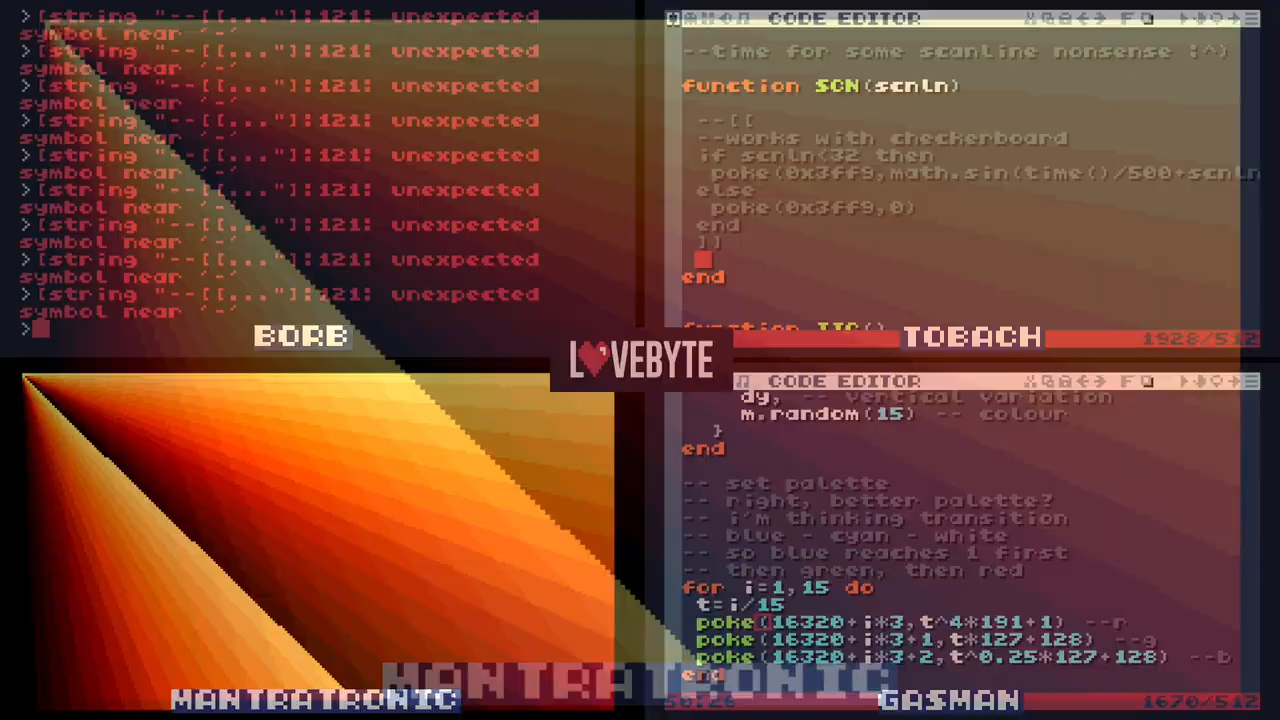 >[string "--[[..."]:121: unexpected
symbol near '-'
>[string "--[[..."]:121: unexpected
symbol near '-'
>[string "--[[..."]:121: unexpected
symbol near '-'
>[string "--[[..."]:121: unexpected
symbol near '-'
>[string "--[[..."]:121: unexpected
symbol near '-'
>[string "--[[..."]:121: unexpected
symbol near '-'
>[string "--[[..."]:121: unexpected
symbol near '-'
>[string "--[[..."]:121: unexpected
symbol near '-'
>[string "--[[..."]:121: unexpected
symbol near '-'
>
BORB
CODE EDITOR
--time for some scanline nonsense :^)
function SCN(scnln)
--[[
--works with checkerboard
if scnln<32 then
poke(0x3ff9,math.sin(time()/500+scnln
else
poke(0x3ff9,0)
end
]]
end
function TIC()
TOBACH
1928/512
LOVEBYTE
MANTRATRONIC
MANTRATRONIC
CODE EDITOR
dy, -- vertical variation
m.random(15) -- colour
}
end
-- set palette
-- right, better palette?
-- i'm thinking transition
-- blue - cyan - white
-- so blue reaches 1 first
-- then green, then red
for i=1,15 do
t=i/15
poke(16320+i*3,t^4*191+1) --r
poke(16320+i*3+1,t*127+128) --g
poke(16320+i*3+2,t^0.25*127+128) --b
end
GASMAN
1670/512